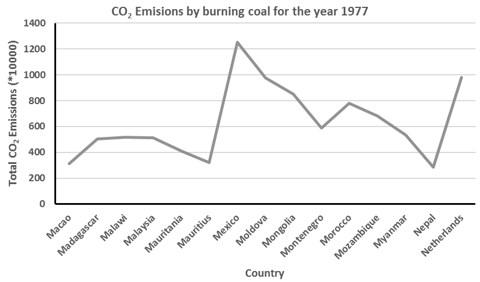 CO₂ Emisions by burning coal for the year 1977
Total CO₂ Emissions (*10000)
1400
1200
1000
800
600
400
200
0
Macao
Madagascar
Malawi
Malaysia
Mauritania
Mauritius
Mexico
Moldova
Mongolia
Montenegro
Morocco
Mozambique
Myanmar
Nepal
Netherlands
Country